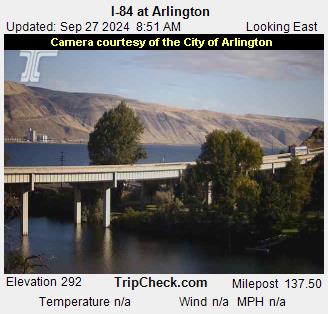 I-84 at Arlington
Updated: Sep 27 2024 8:51 AM Looking East
Camera courtesy of the City of Arlington
Elevation 292 TripCheck.com Milepost 137.50
Temperature n/a Wind n/a MPH n/a